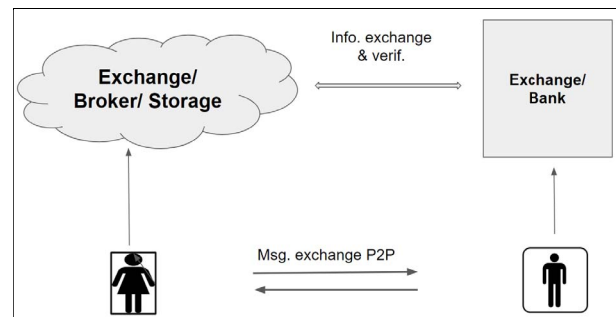 Info. exchange
& verif.
Exchange/
Broker/ Storage
Exchange/
Bank
Msg. exchange P2P